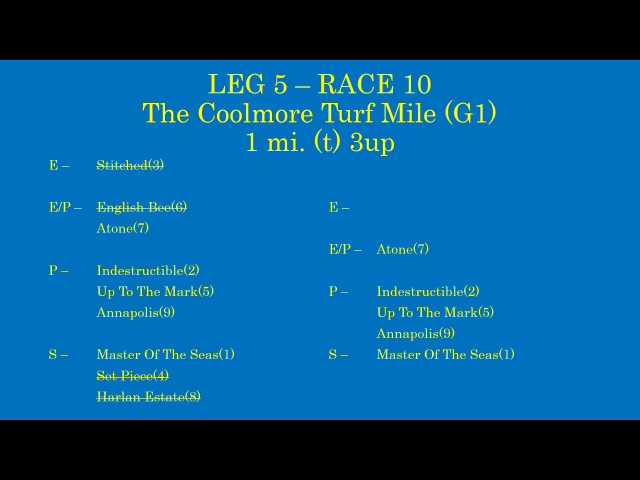 LEG 5 – RACE 10
The Coolmore Turf Mile (G1)
1 mi. (t) 3up
E – Stitched(3)
E/P – English Bee(6)
Atone(7)
P – Indestructible(2)
Up To The Mark(5)
Annapolis(9)
S – Master Of The Seas(1)
Set Piece(4)
Harlan Estate(8)
E –
E/P – Atone(7)
P – Indestructible(2)
Up To The Mark(5)
Annapolis(9)
S – Master Of The Seas(1)